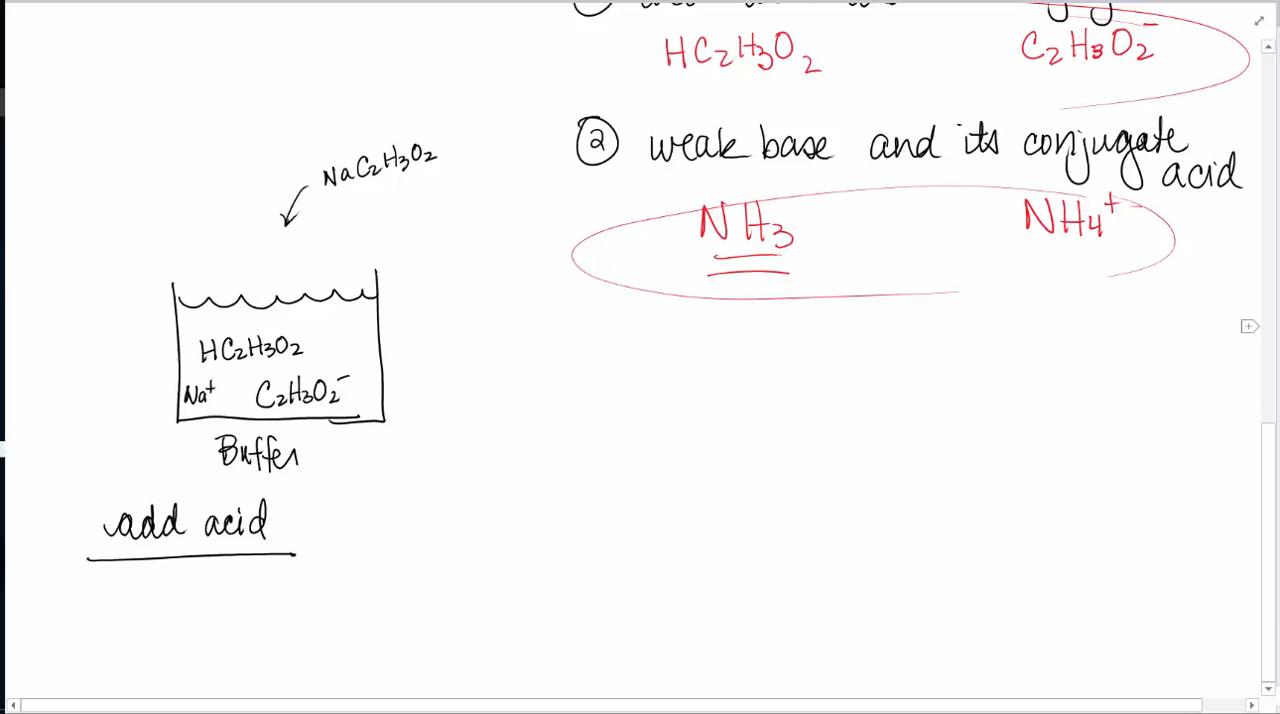 HC₂H₃O₂ C₂H₃O₂⁻
② weak base and its conjugate acid
NH₃ NH₄⁺
NaC₂H₃O₂
HC₂H₃O₂
Na⁺ C₂H₃O₂⁻
Buffer
add acid